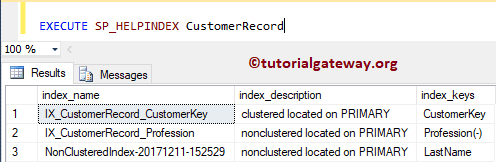 EXECUTE SP_HELPINDEX CustomerRecord
100 %
Results Messages
©tutorialgateway.org
index_name index_description index_keys
1 IX_CustomerRecord_CustomerKey clustered located on PRIMARY CustomerKey
2 IX_CustomerRecord_Profession nonclustered located on PRIMARY Profession(-)
3 NonClusteredIndex-20171211-152529 nonclustered located on PRIMARY LastName